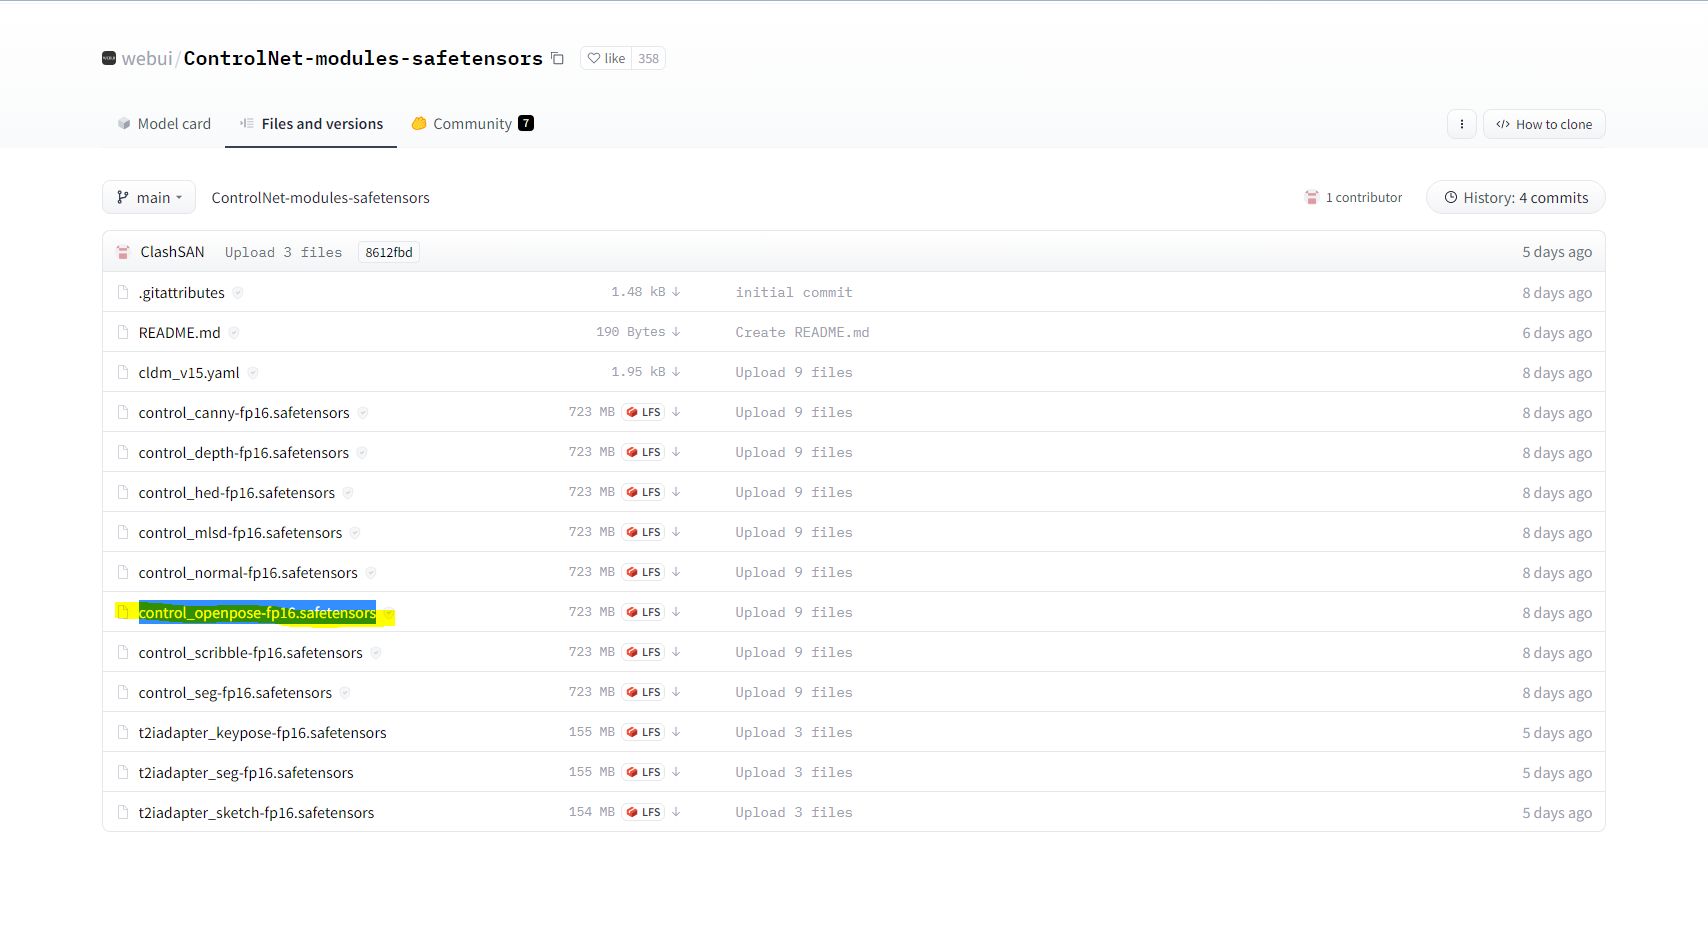 webui/ControlNet-modules-safetensors like 358
Model card Files and versions Community 7 How to clone
main ControlNet-modules-safetensors 1 contributor History: 4 commits
ClashSAN Upload 3 files 8612fbd 5 days ago
.gitattributes 1.48 kB initial commit 8 days ago
README.md 190 Bytes Create README.md 6 days ago
cldm_v15.yaml 1.95 kB Upload 9 files 8 days ago
control_canny-fp16.safetensors 723 MB LFS Upload 9 files 8 days ago
control_depth-fp16.safetensors 723 MB LFS Upload 9 files 8 days ago
control_hed-fp16.safetensors 723 MB LFS Upload 9 files 8 days ago
control_mlsd-fp16.safetensors 723 MB LFS Upload 9 files 8 days ago
control_normal-fp16.safetensors 723 MB LFS Upload 9 files 8 days ago
control_openpose-fp16.safetensors 723 MB LFS Upload 9 files 8 days ago
control_scribble-fp16.safetensors 723 MB LFS Upload 9 files 8 days ago
control_seg-fp16.safetensors 723 MB LFS Upload 9 files 8 days ago
t2iadapter_keypose-fp16.safetensors 155 MB LFS Upload 3 files 5 days ago
t2iadapter_seg-fp16.safetensors 155 MB LFS Upload 3 files 5 days ago
t2iadapter_sketch-fp16.safetensors 154 MB LFS Upload 3 files 5 days ago